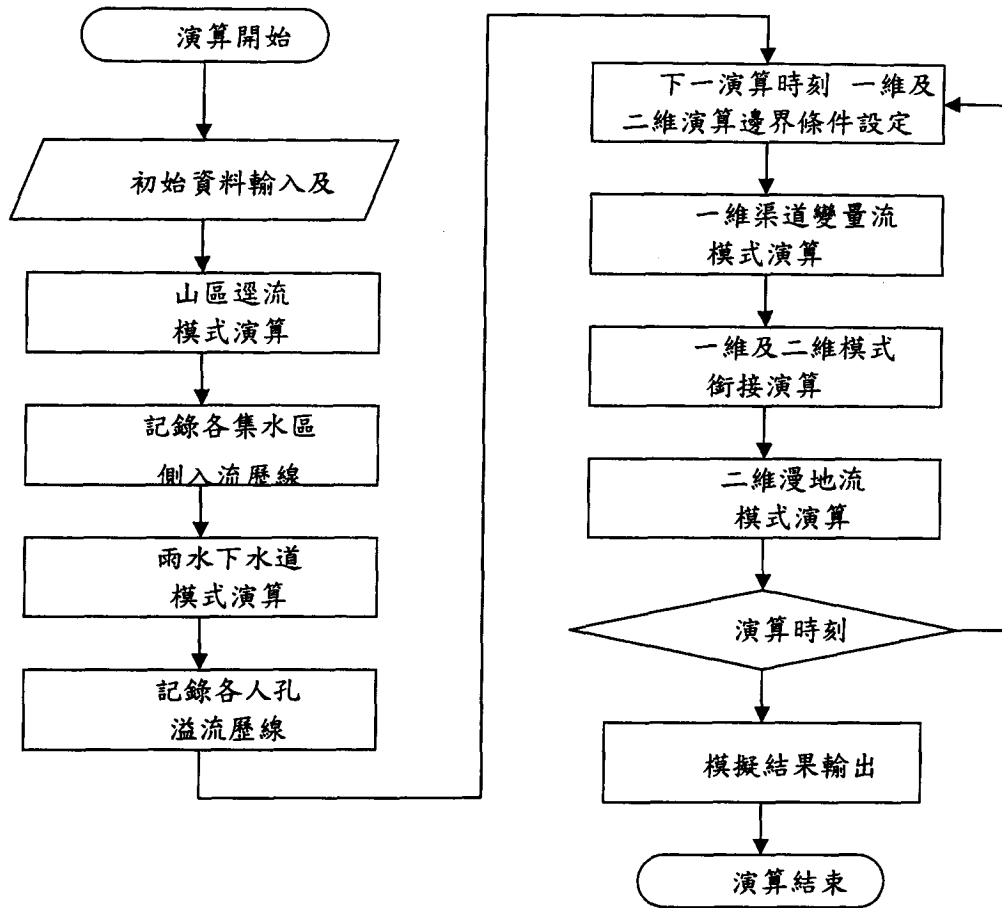 演算開始
初始資料輸入及
山區逕流
模式演算
記錄各集水區
側入流歷線
雨水下水道
模式演算
記錄各人孔
溢流歷線
下一演算時刻 一維及
二維演算邊界條件設定
一維渠道變量流
模式演算
一維及二維模式
銜接演算
二維漫地流
模式演算
演算時刻
模擬結果輸出
演算結束